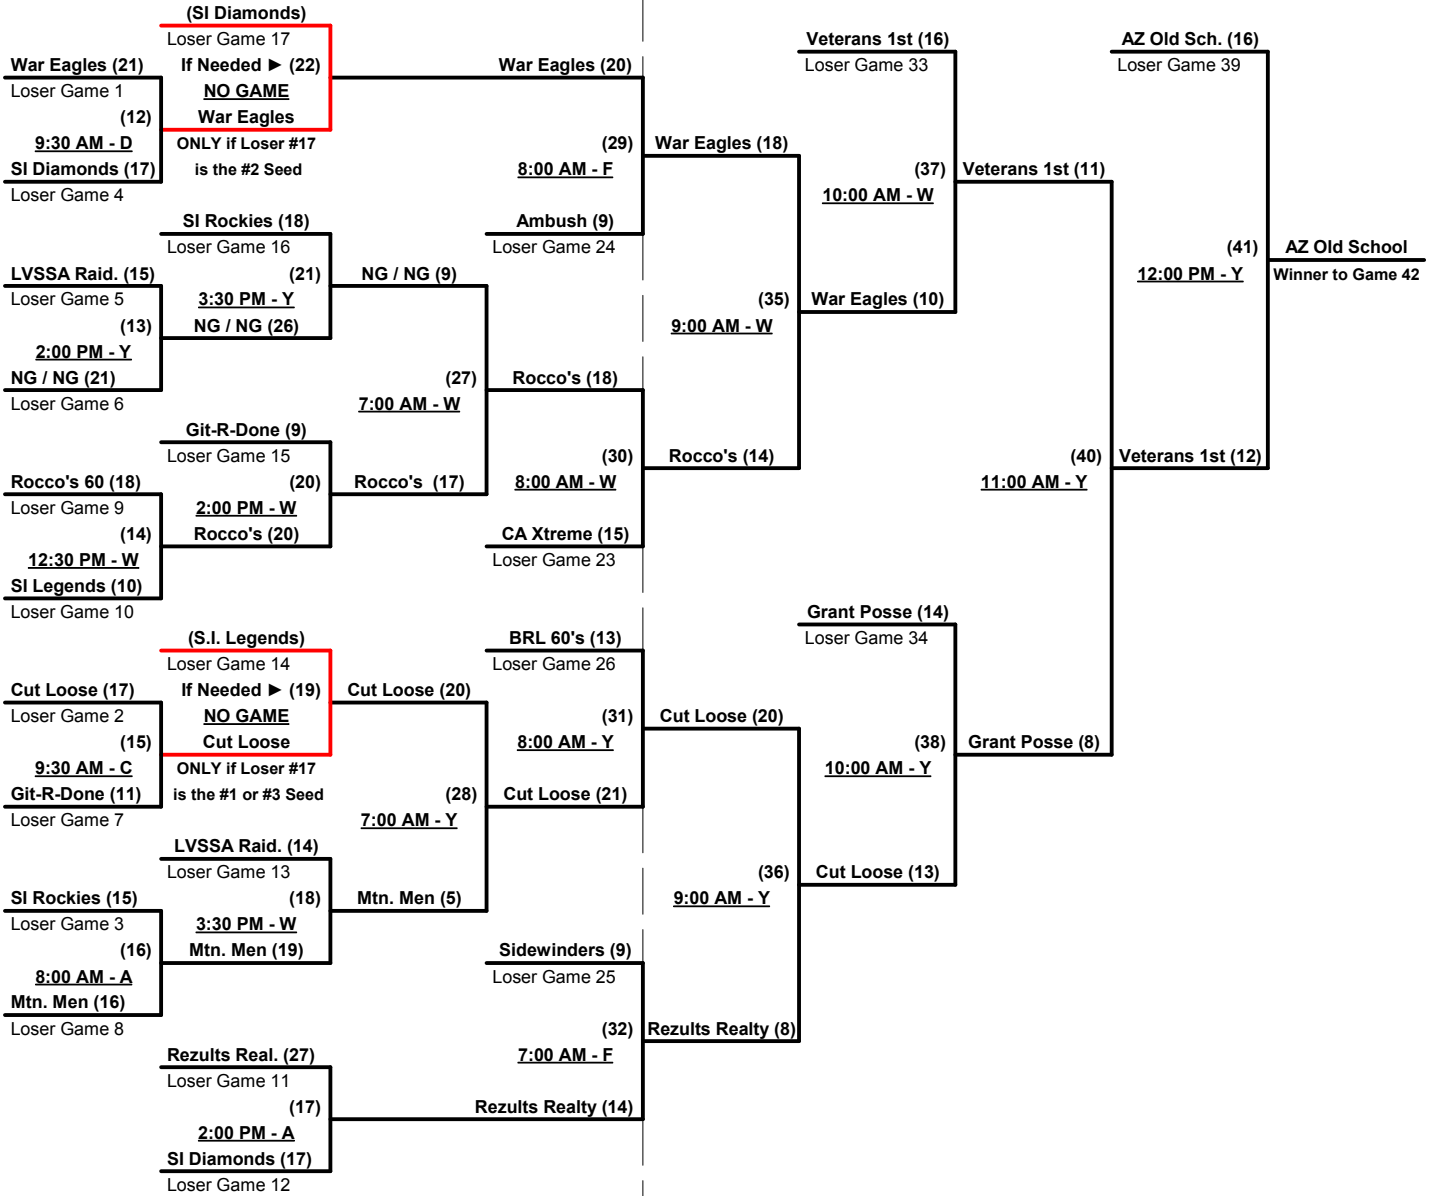 (SI Diamonds)
Loser Game 17
War Eagles (21)
If Needed ► (22)
Loser Game 1
NO GAME
(12)
War Eagles
9:30 AM - D
ONLY if Loser #17
SI Diamonds (17)
is the #2 Seed
Loser Game 4
War Eagles (20)
(29)
8:00 AM - F
Ambush (9)
Loser Game 24
SI Rockies (18)
Loser Game 16
LVSSA Raid. (15)
(21)
NG / NG (9)
Loser Game 5
3:30 PM - Y
(13)
NG / NG (26)
2:00 PM - Y
NG / NG (21)
Loser Game 6
(27)
7:00 AM - W
Rocco's (18)
Git-R-Done (9)
Loser Game 15
Rocco's 60 (18)
(20)
Rocco's (17)
Loser Game 9
2:00 PM - W
(14)
Rocco's (20)
12:30 PM - W
SI Legends (10)
Loser Game 10
(30)
8:00 AM - W
CA Xtreme (15)
Loser Game 23
War Eagles (18)
(35)
9:00 AM - W
Rocco's (14)
Veterans 1st (16)
Loser Game 33
(37)
10:00 AM - W
War Eagles (10)
Veterans 1st (11)
AZ Old Sch. (16)
Loser Game 39
(41)
AZ Old School
12:00 PM - Y
Winner to Game 42
(40)
Veterans 1st (12)
11:00 AM - Y
(S.I. Legends)
Loser Game 14
Cut Loose (17)
If Needed ► (19)
Cut Loose (20)
Loser Game 2
NO GAME
(15)
Cut Loose
9:30 AM - C
ONLY if Loser #17
Git-R-Done (11)
is the #1 or #3 Seed
Loser Game 7
(28)
7:00 AM - Y
LVSSA Raid. (14)
Loser Game 13
SI Rockies (15)
(18)
Mtn. Men (5)
Loser Game 3
3:30 PM - W
(16)
Mtn. Men (19)
8:00 AM - A
Mtn. Men (16)
Loser Game 8
BRL 60's (13)
Loser Game 26
(31)
Cut Loose (20)
8:00 AM - Y
Cut Loose (21)
Grant Posse (14)
Loser Game 34
(38)
Grant Posse (8)
10:00 AM - Y
(36)
Cut Loose (13)
9:00 AM - Y
Sidewinders (9)
Loser Game 25
(32)
Rezults Realty (8)
7:00 AM - F
Rezults Real. (27)
Loser Game 11
(17)
Rezults Realty (14)
2:00 PM - A
SI Diamonds (17)
Loser Game 12